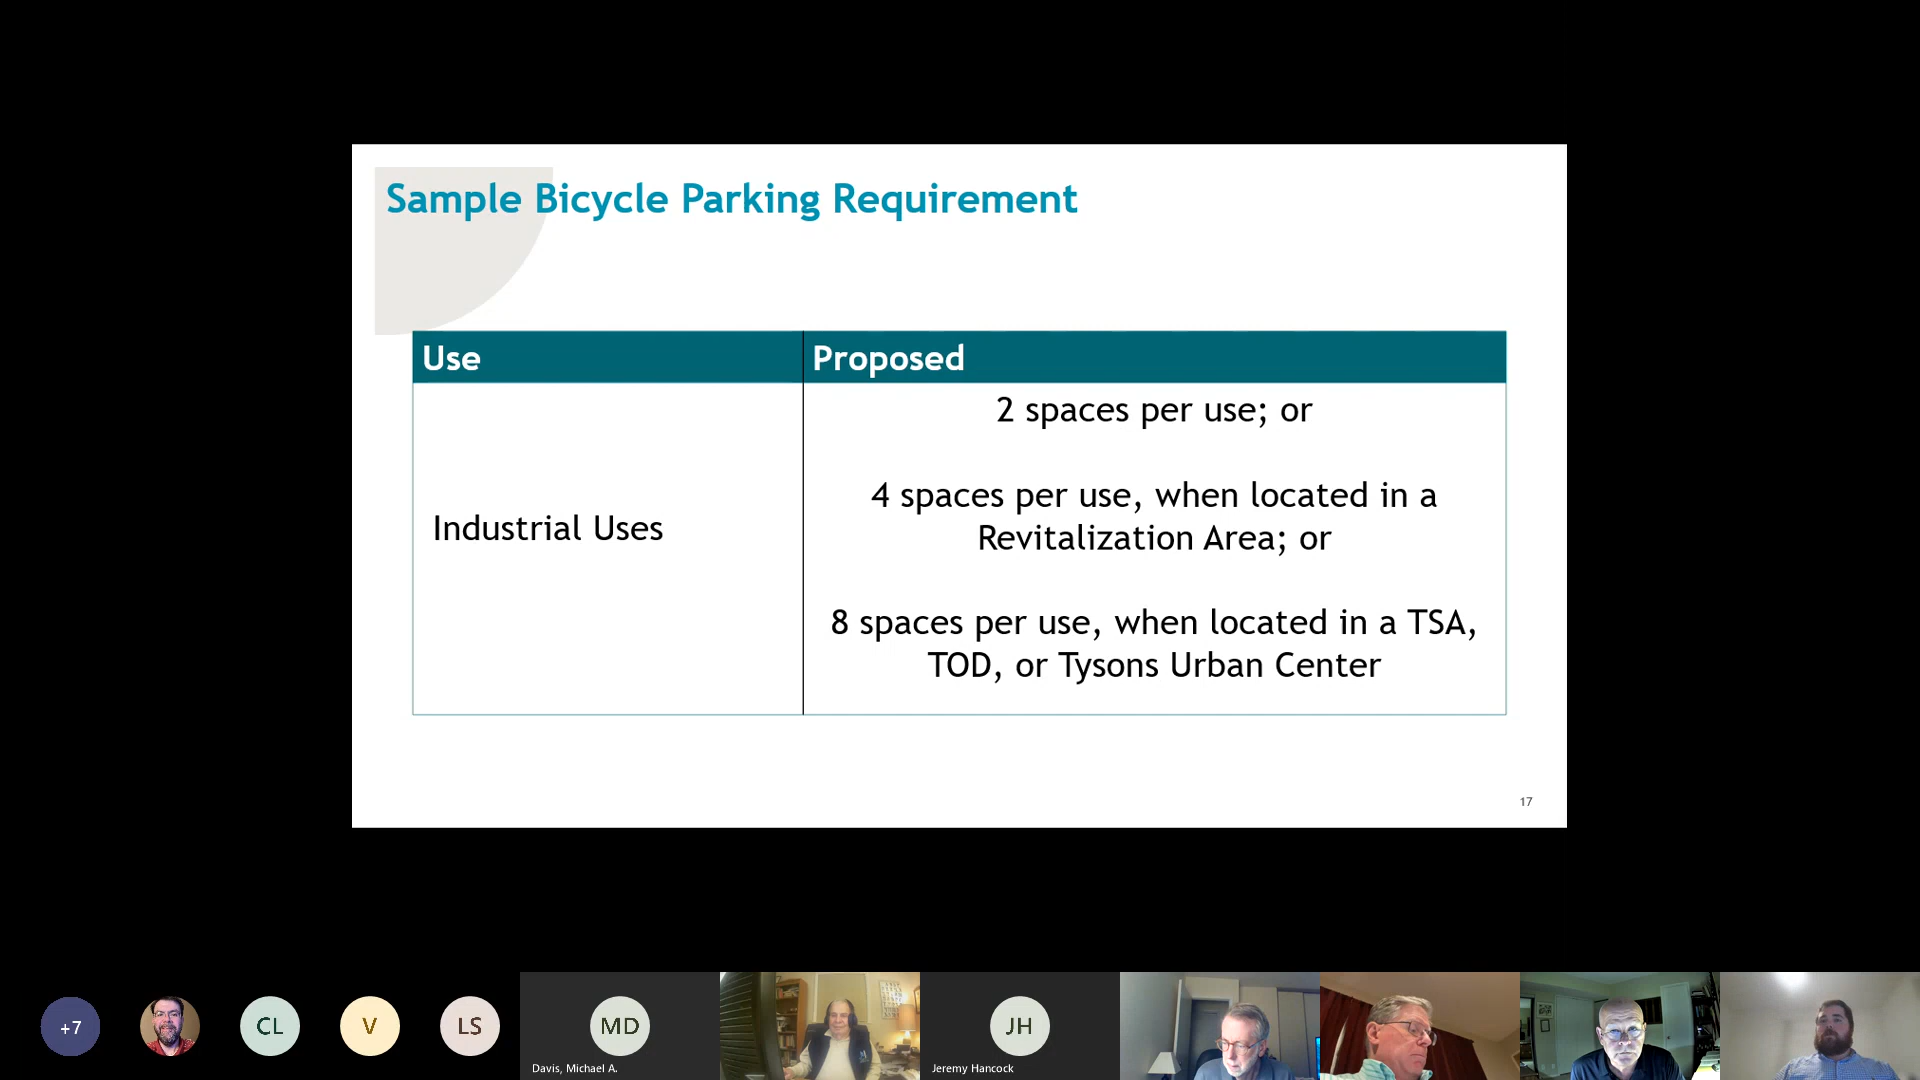 Sample Bicycle Parking Requirement
Use
Proposed
Industrial Uses
2 spaces per use; or
4 spaces per use, when located in a
Revitalization Area; or
8 spaces per use, when located in a TSA,
TOD, or Tysons Urban Center
17
+7
CL
V
LS
MD
Davis, Michael A.
JH
Jeremy Hancock